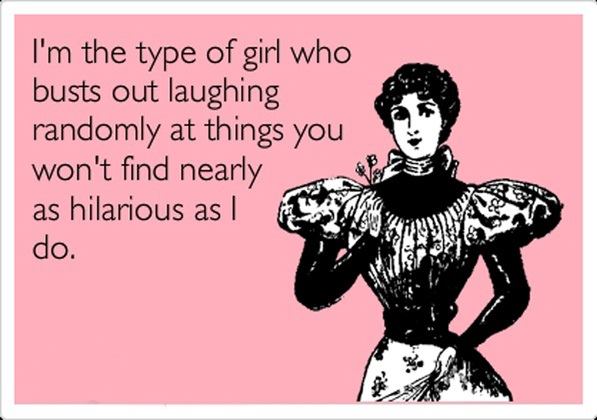 I'm the type of girl who
busts out laughing
randomly at things you
won't find nearly
as hilarious as I
do.